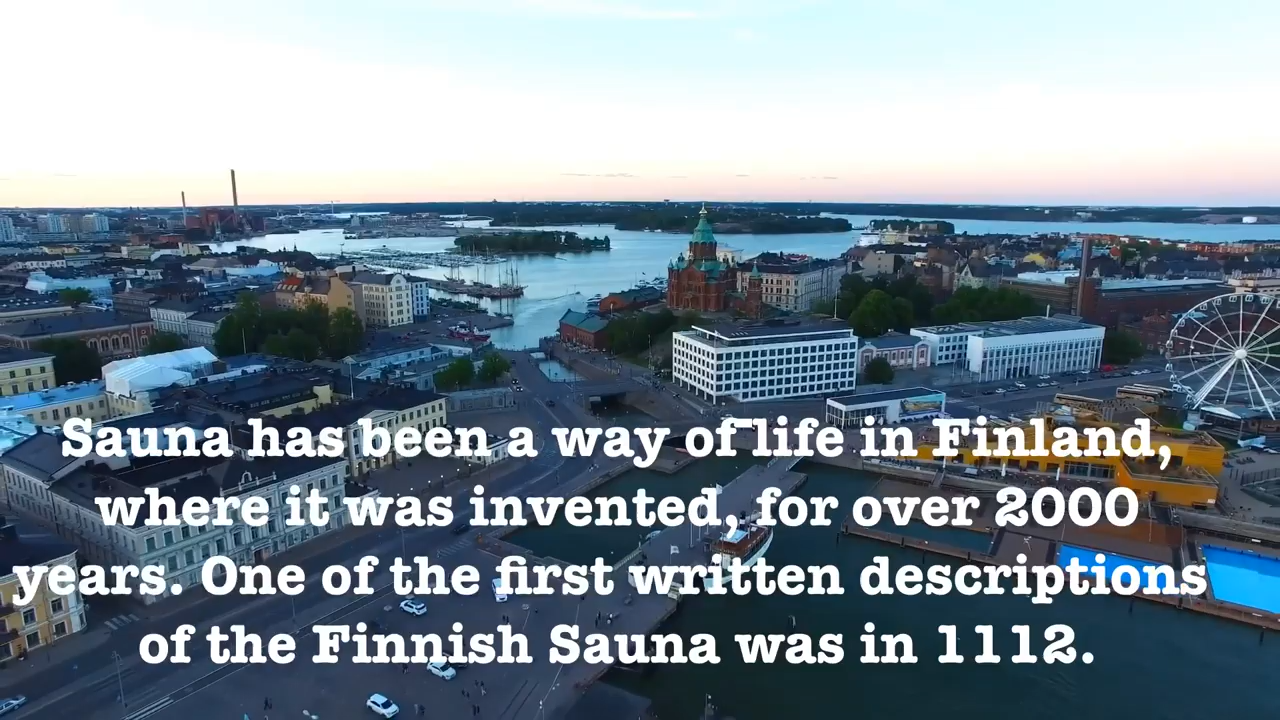 Sauna has been a way of life in Finland,
where it was invented, for over 2000
years. One of the first written descriptions
of the Finnish Sauna was in 1112.